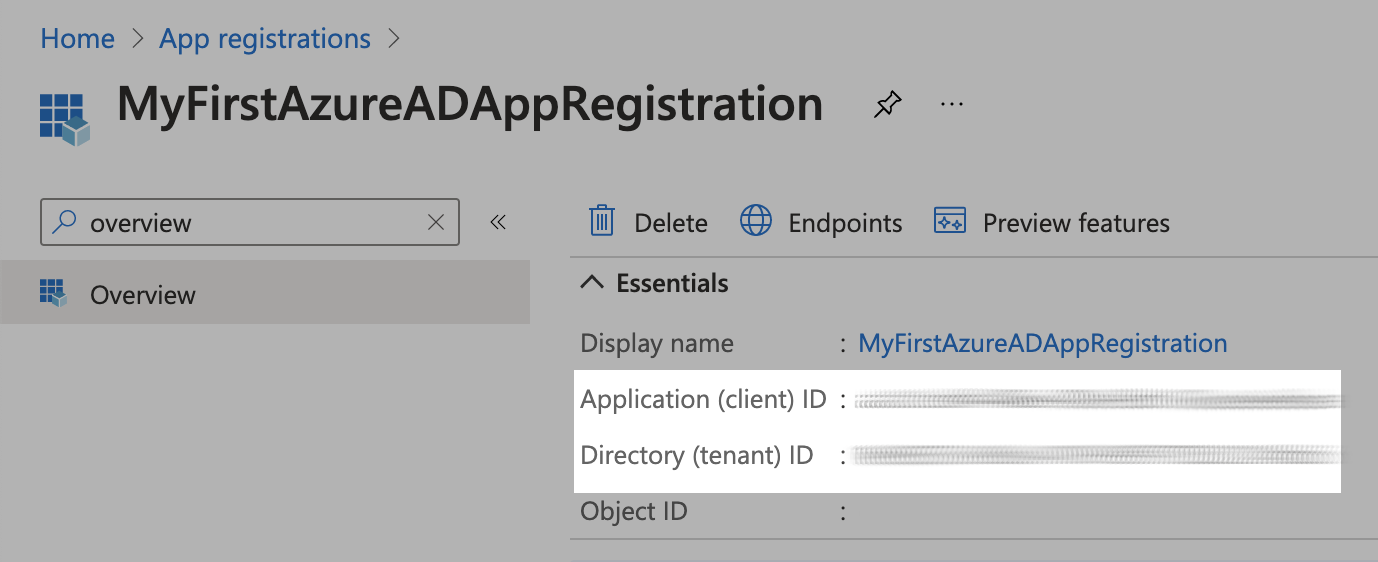 Home > App registrations >
MyFirstAzureADAppRegistration ...
overview
«
Delete Endpoints Preview features
Essentials
Overview
Display name : MyFirstAzureADAppRegistration
Application (client) ID :
Directory (tenant) ID :
Object ID :